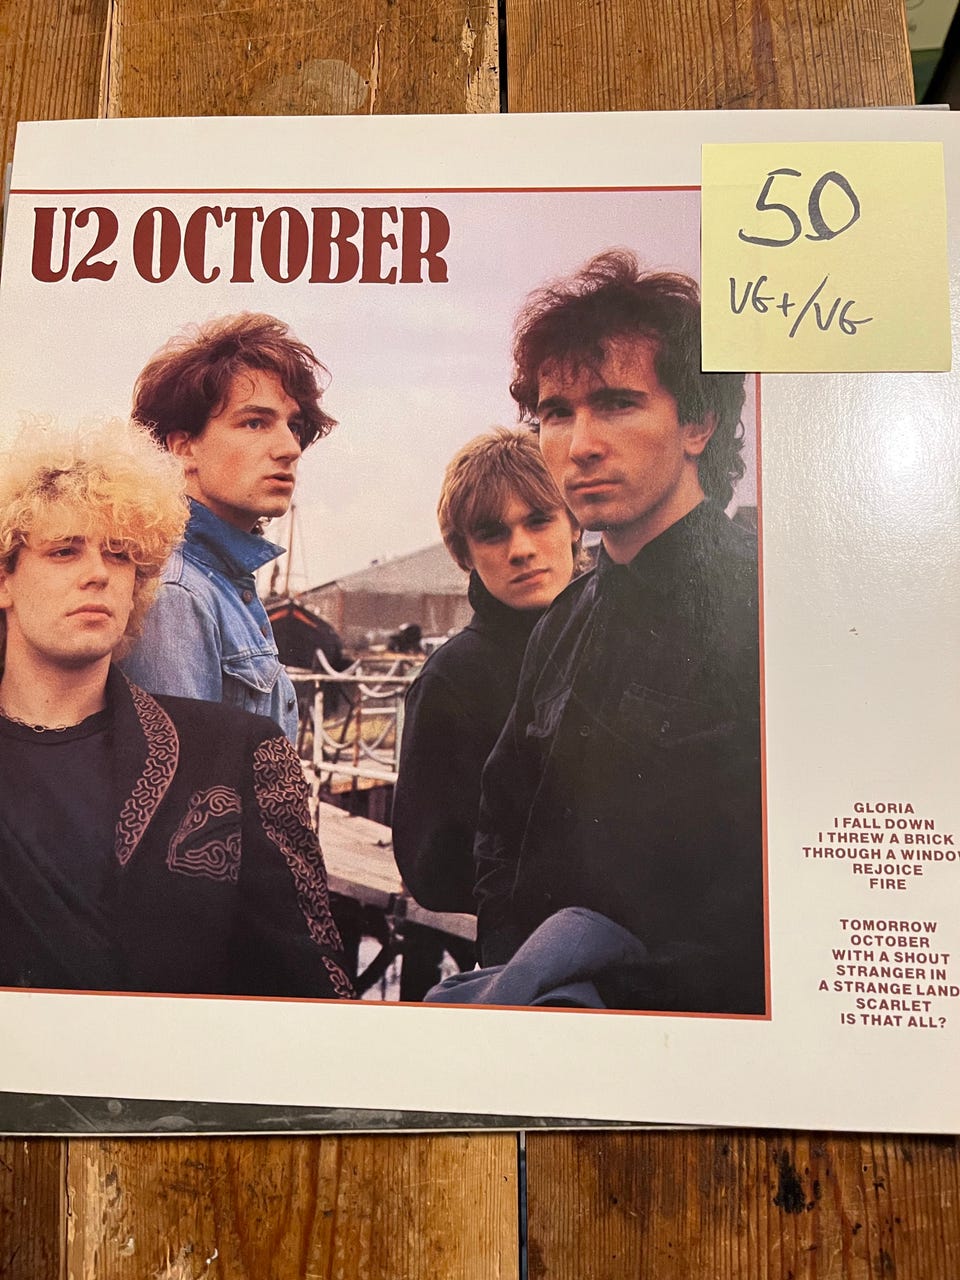 U2 OCTOBER
50
VG+/VG
GLORIA
I FALL DOWN
I THREW A BRICK
THROUGH A WINDOW
REJOICE
FIRE
TOMORROW
OCTOBER
WITH A SHOUT
STRANGER IN
A STRANGE LAND
SCARLET
IS THAT ALL?